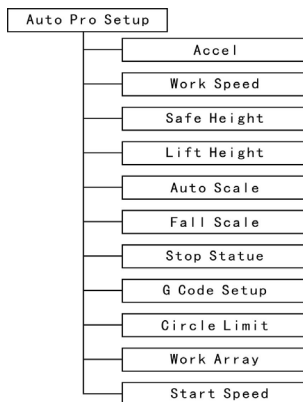 Auto Pro Setup
Accel
Work Speed
Safe Height
Lift Height
Auto Scale
Fall Scale
Stop Statue
G Code Setup
Circle Limit
Work Array
Start Speed